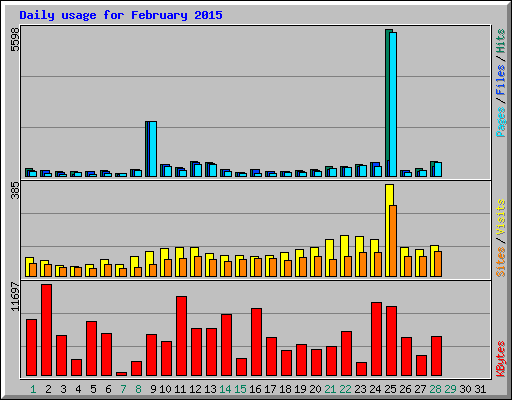 Daily usage for February 2015
5598
Pages / Files / Hits
385
Sites / Visits
11697
KBytes
1 2 3 4 5 6 7 8 9 10 11 12 13 14 15 16 17 18 19 20 21 22 23 24 25 26 27 28 29 30 31